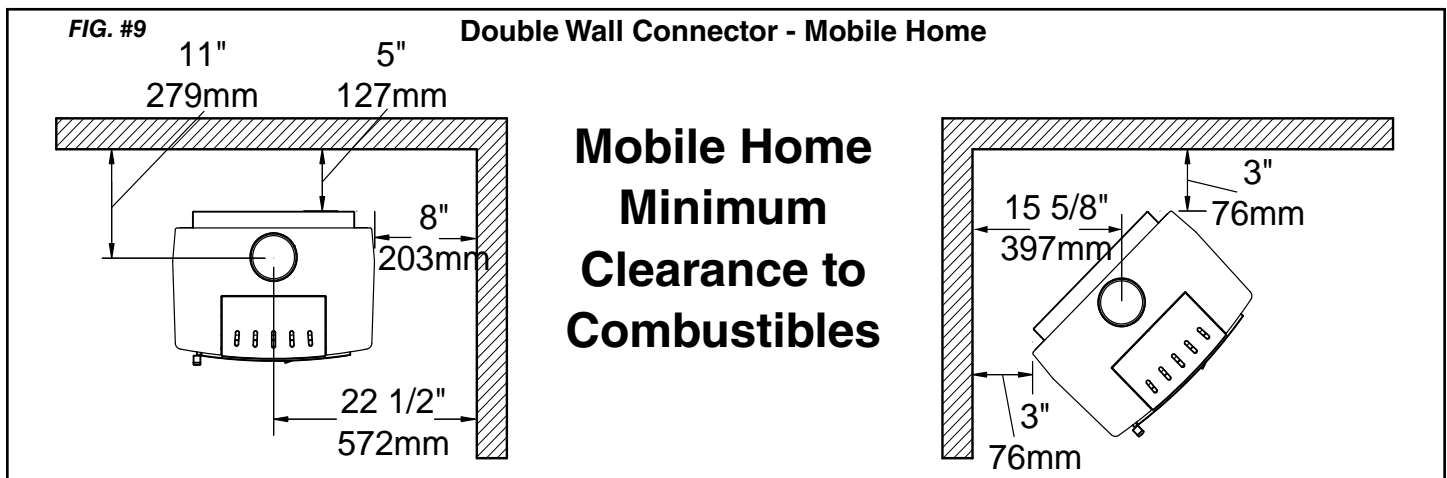 FIG. #9
Double Wall Connector - Mobile Home
11"
279mm
5"
127mm
8"
203mm
22 1/2"
572mm
Mobile Home
Minimum
Clearance to
Combustibles
15 5/8"
397mm
3"
76mm
3"
76mm